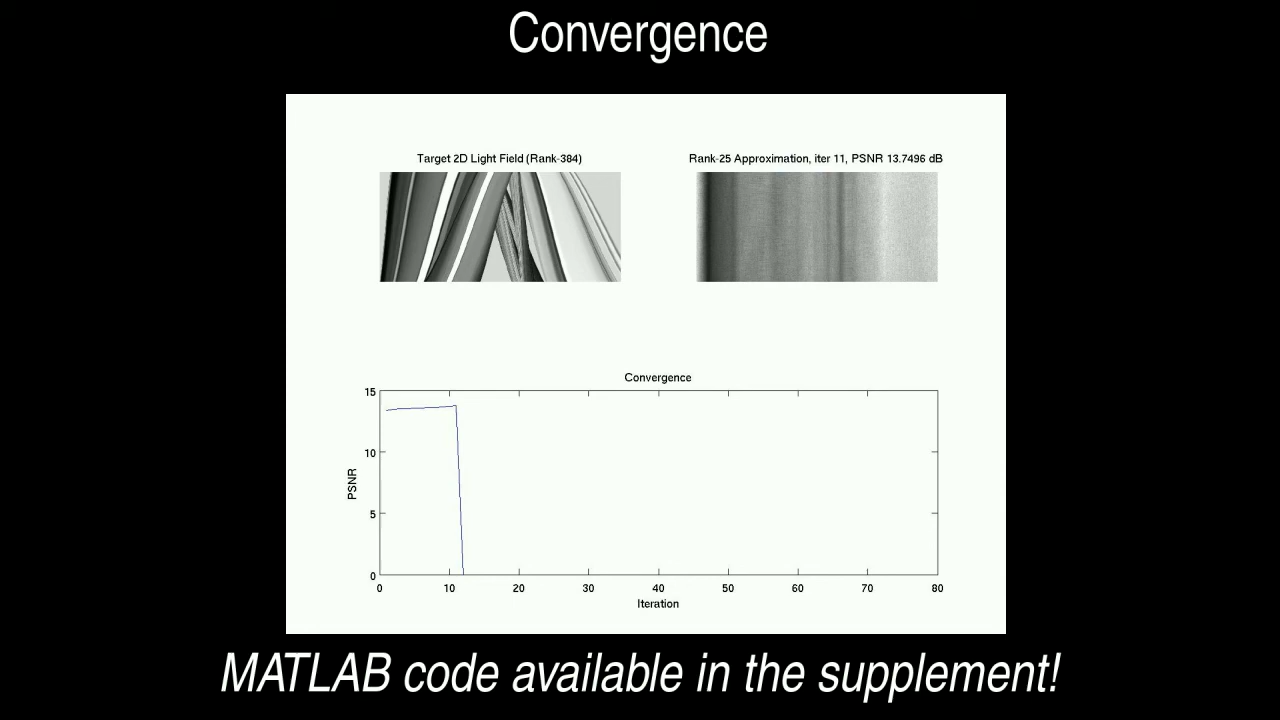 Convergence
Target 2D Light Field (Rank-384)
Rank-25 Approximation, iter 11, PSNR 13.7496 dB
Convergence
15
10
5
0
PSNR
0 10 20 30 40 50 60 70 80
Iteration
MATLAB code available in the supplement!